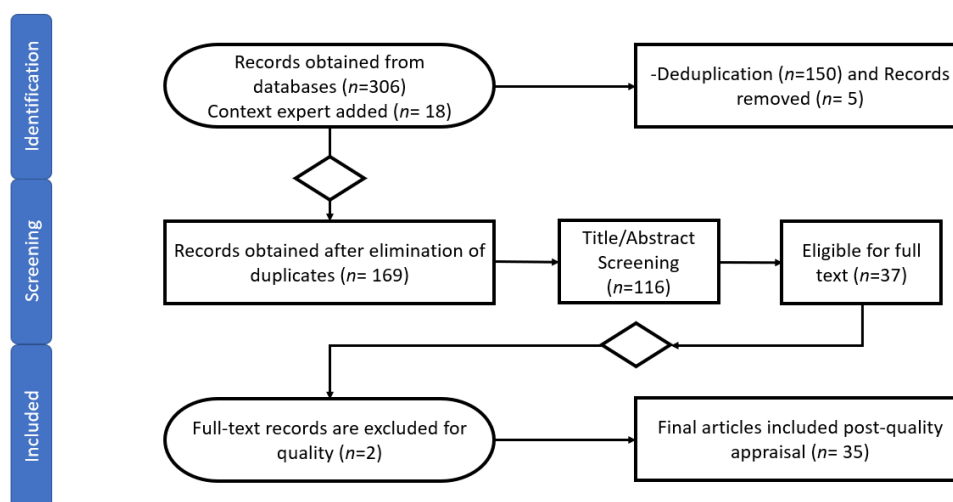 Identification
Records obtained from
databases (n=306)
Context expert added (n= 18)
-Deduplication (n=150) and Records
removed (n= 5)
Screening
Records obtained after elimination of
duplicates (n= 169)
Title/Abstract
Screening
(n=116)
Eligible for full
text (n=37)
Included
Full-text records are excluded for
quality (n=2)
Final articles included post-quality
appraisal (n= 35)